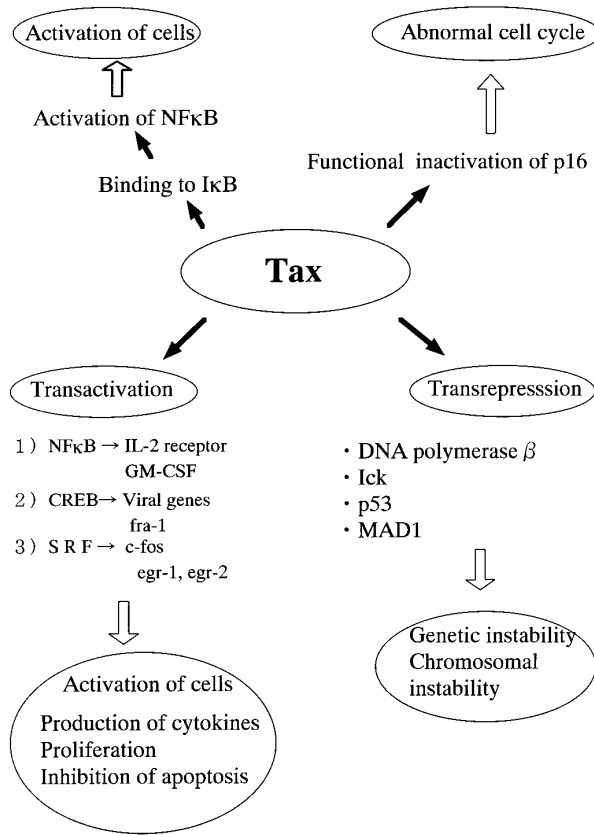 Activation of cells
Activation of NFκB
Binding to IκB
Abnormal cell cycle
Functional inactivation of p16
Tax
Transactivation
1) NFκB → IL-2 receptor
GM-CSF
2) CREB→ Viral genes
fra-1
3) S R F → c-fos
egr-1, egr-2
Activation of cells
Production of cytokines
Proliferation
Inhibition of apoptosis
Transrepresssion
・DNA polymerase β
・Ick
・p53
・MAD1
Genetic instability
Chromosomal
instability